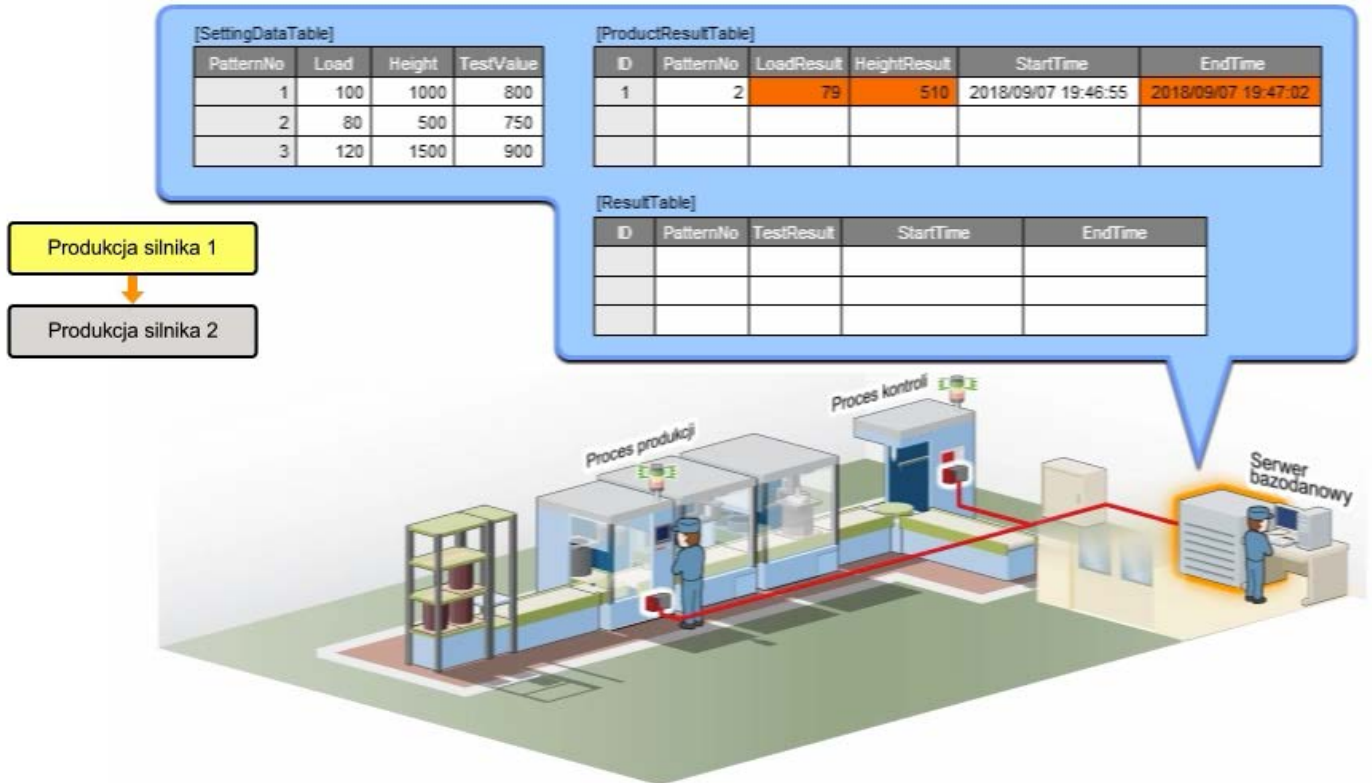 [SettingDataTable]
PatternNo Load Height TestValue
1 100 1000 800
2 80 500 750
3 120 1500 900
[ProductResultTable]
ID PatternNo LoadResult HeightResult StartTime EndTime
1 2 79 510 2018/09/07 19:46:55 2018/09/07 19:47:02
[ResultTable]
ID PatternNo TestResult StartTime EndTime
Produkcja silnika 1
Produkcja silnika 2
Proces produkcji
Proces kontroli
Serwer
bazodanowy